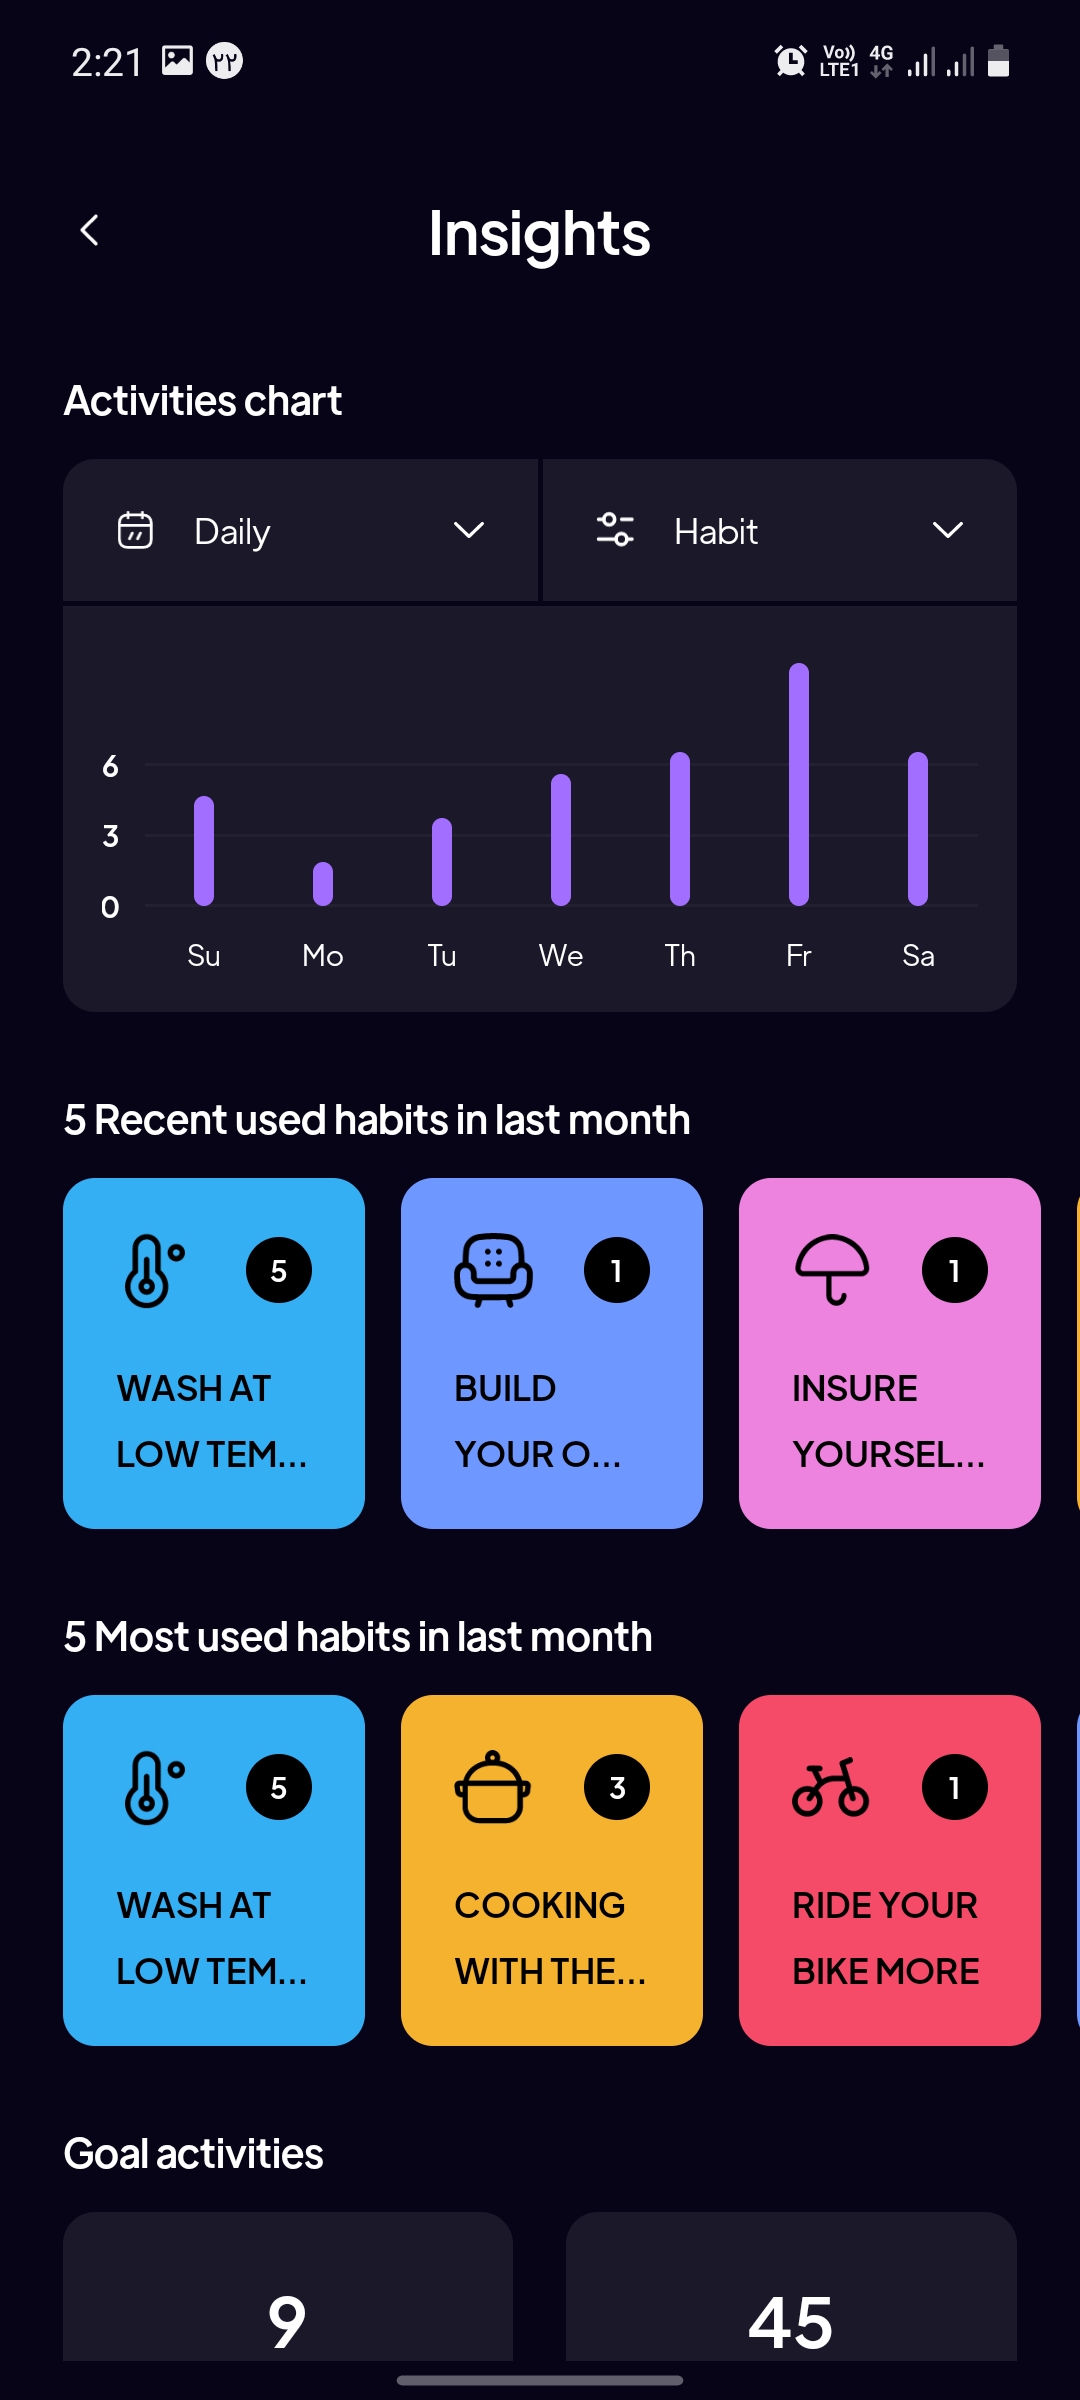 2:21 ۲۲ Vo)) LTE1 4G
Insights
Activities chart
Daily
Habit
6
3
0
Su Mo Tu We Th Fr Sa
5 Recent used habits in last month
5
WASH AT
LOW TEM...
1
BUILD
YOUR O...
1
INSURE
YOURSEL...
5 Most used habits in last month
5
WASH AT
LOW TEM...
3
COOKING
WITH THE...
1
RIDE YOUR
BIKE MORE
Goal activities
9
45